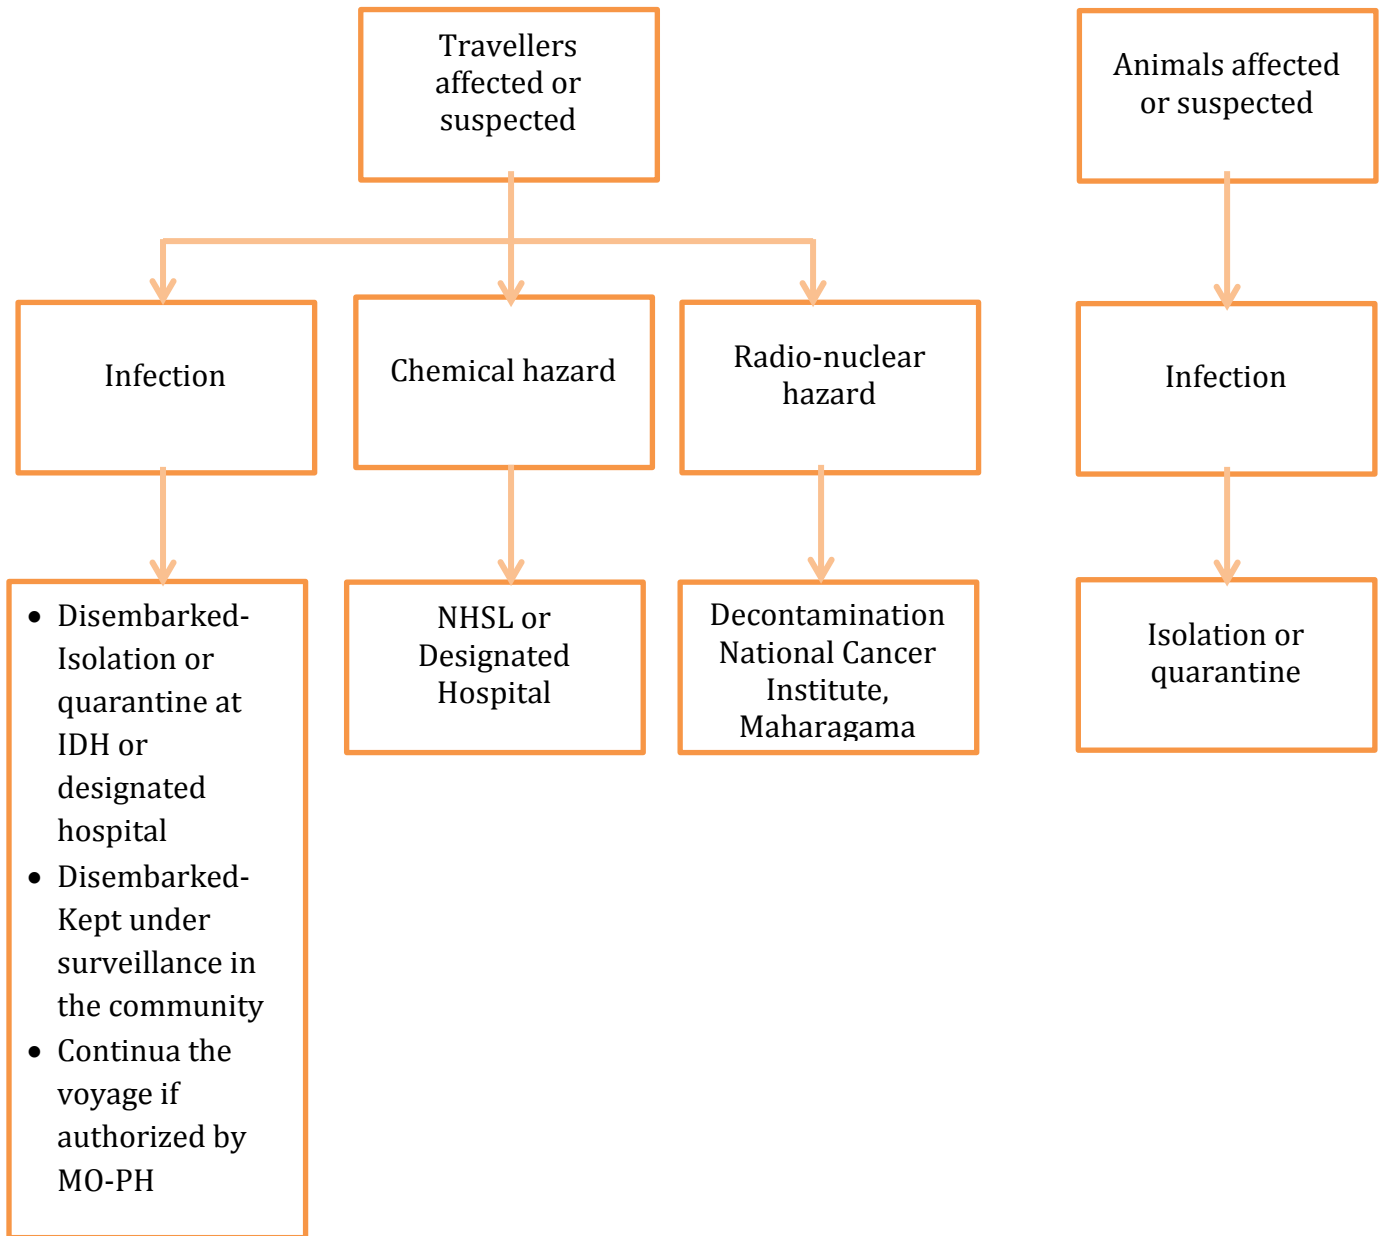 Travellers
affected or
suspected
Animals affected
or suspected
Infection
Chemical hazard
Radio-nuclear
hazard
Infection
• Disembarked-
Isolation or
quarantine at
IDH or
designated
hospital
• Disembarked-
Kept under
surveillance in
the community
• Continua the
voyage if
authorized by
MO-PH
NHSL or
Designated
Hospital
Decontamination
National Cancer
Institute,
Maharagama
Isolation or
quarantine